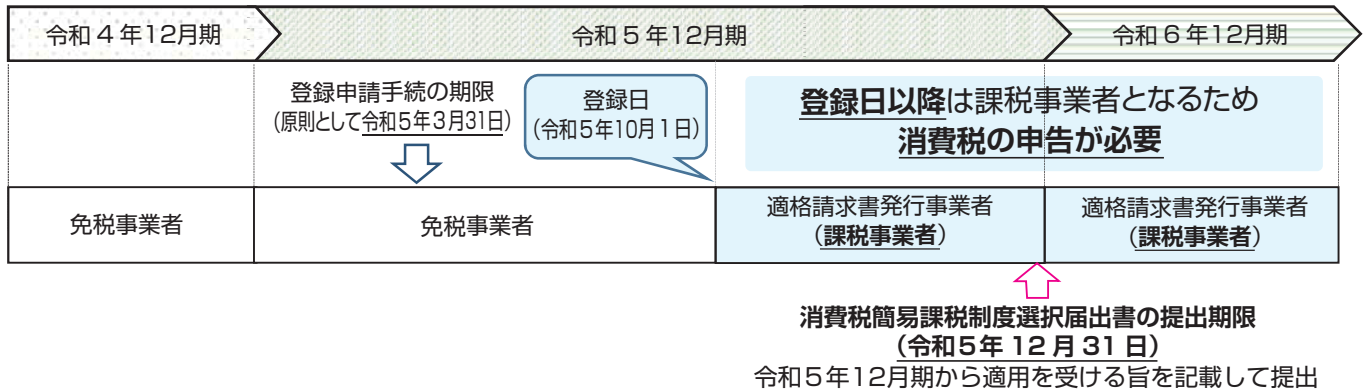 令和４年12月期
令和５年12月期
令和６年12月期
登録申請手続の期限
（原則として令和５年３月31日）
登録日
（令和５年10月１日）
登録日以降は課税事業者となるため
消費税の申告が必要
免税事業者
免税事業者
適格請求書発行事業者
（課税事業者）
適格請求書発行事業者
（課税事業者）
消費税簡易課税制度選択届出書の提出期限
（令和５年 12 月 31 日）
令和５年12月期から適用を受ける旨を記載して提出